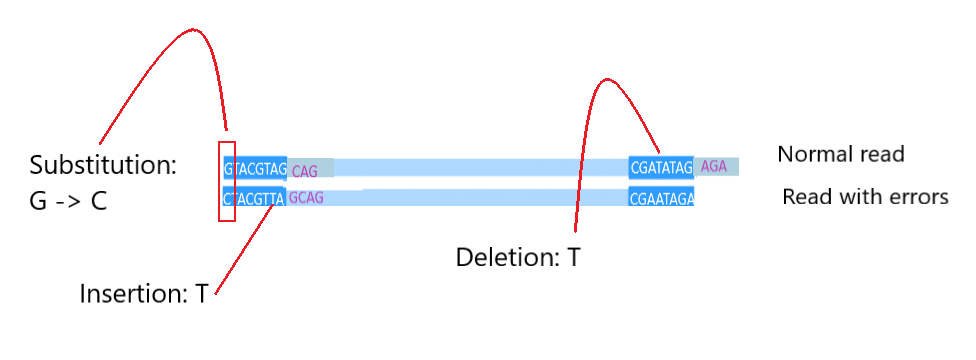 Substitution:
G -> C
GTACGTAG CAG CGATATAG AGA Normal read
CTACGTTA GCAG CGAATAGA Read with errors
Deletion: T
Insertion: T